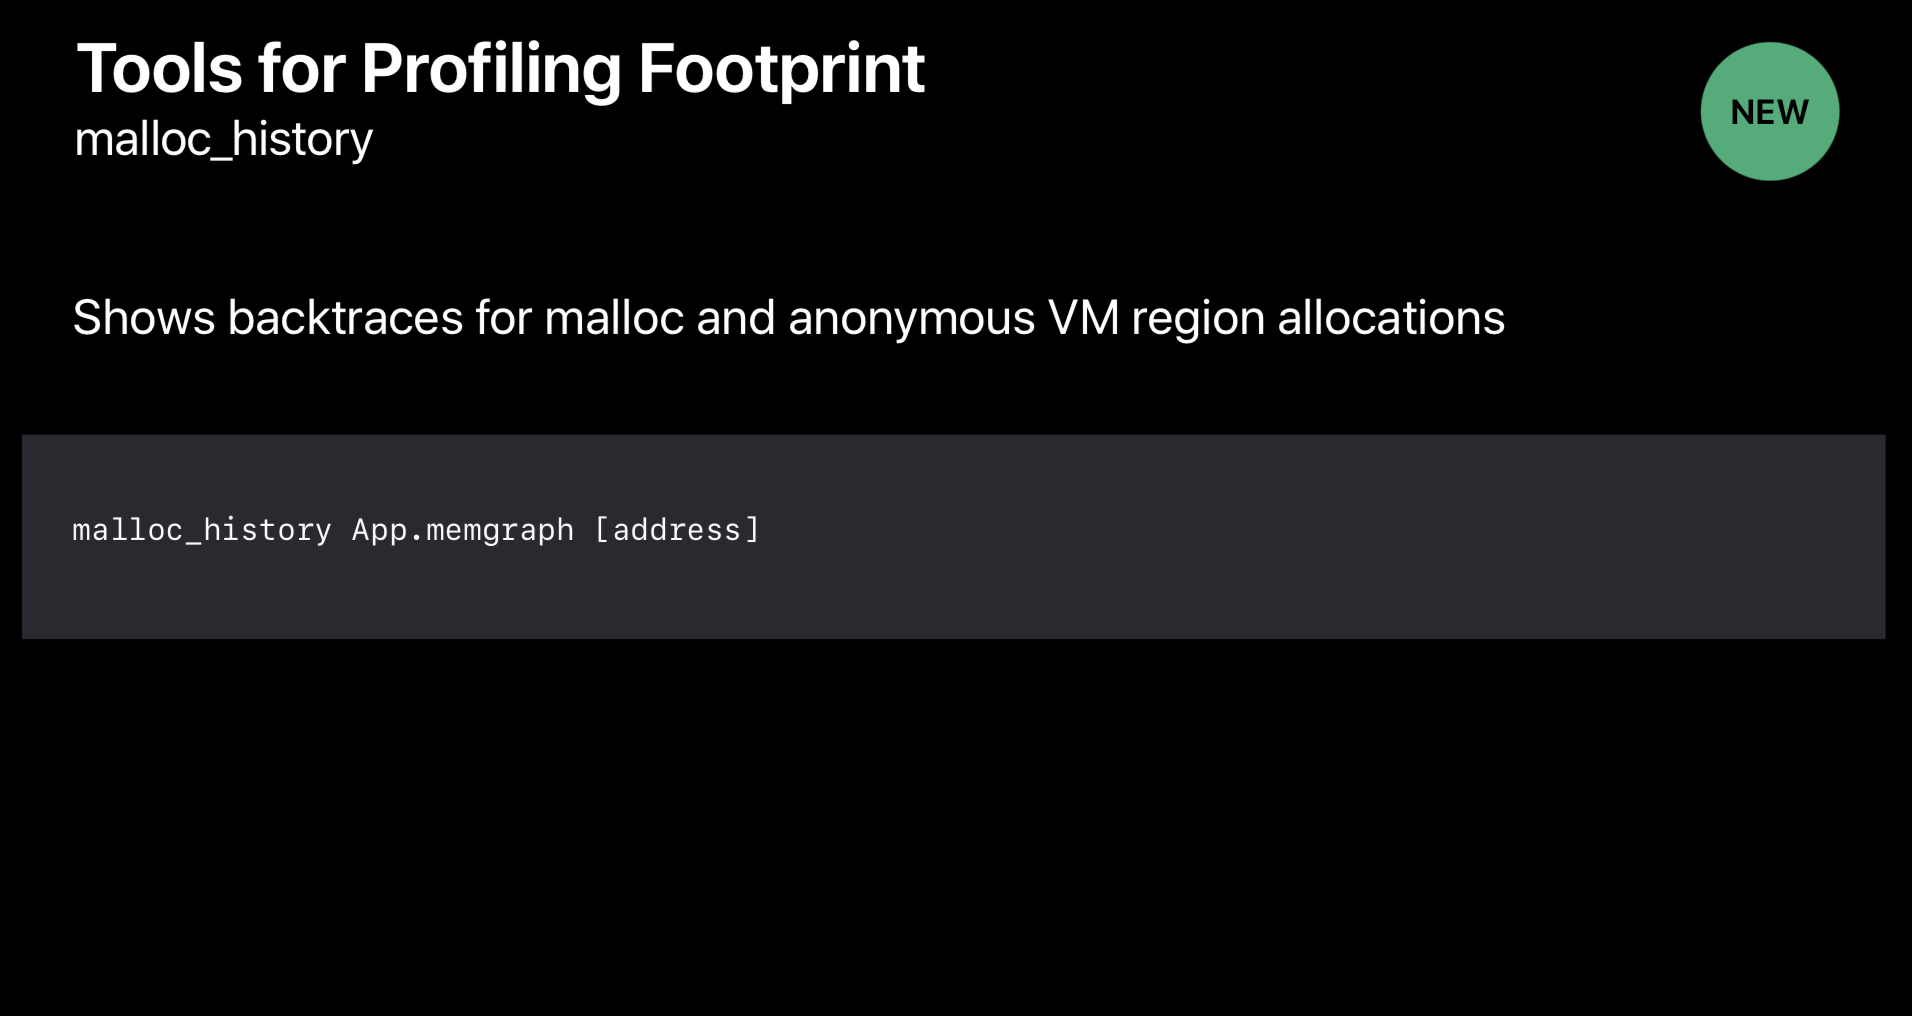 Tools for Profiling Footprint
malloc_history
NEW
Shows backtraces for malloc and anonymous VM region allocations
malloc_history App.memgraph [address]